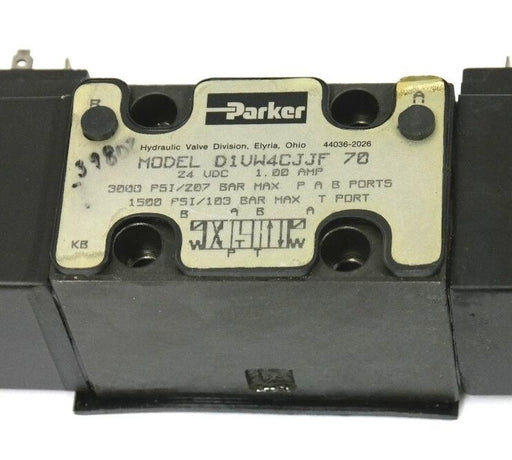 B
Parker
A
Hydraulic Valve Division, Elyria, Ohio 44036-2026
MODEL D1VW4CJJF 70
24 VDC 1.00 AMP
3000 PSI/207 BAR MAX P A B PORTS
1500 PSI/103 BAR MAX T PORT
B A B A
P T
KB